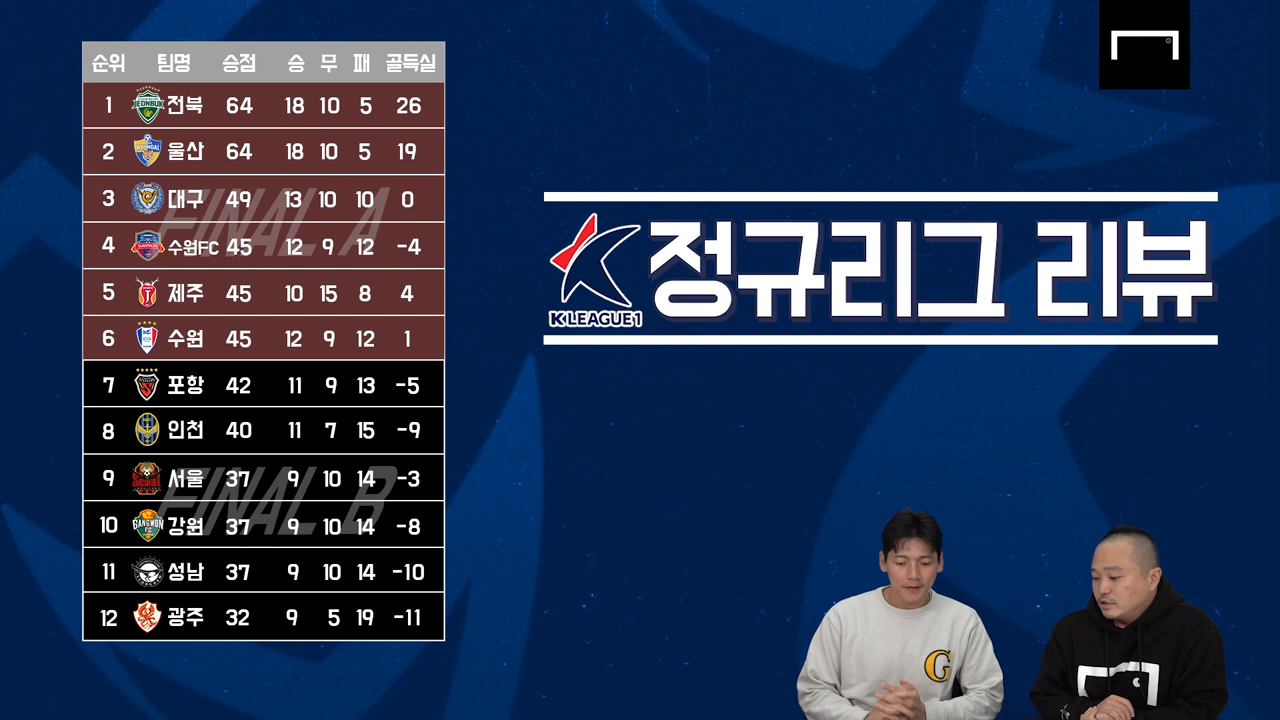 순위 팀명 승점 승 무 패 골득실
1 전북 64 18 10 5 26
2 울산 64 18 10 5 19
3 대구 49 13 10 10 0
4 수원FC 45 12 9 12 -4
5 제주 45 10 15 8 4
6 수원 45 12 9 12 1
FINAL A
7 포항 42 11 9 13 -5
8 인천 40 11 7 15 -9
9 서울 37 9 10 14 -3
10 강원 37 9 10 14 -8
11 성남 37 9 10 14 -10
12 광주 32 9 5 19 -11
FINAL B
정규리그 리뷰
K LEAGUE 1
G